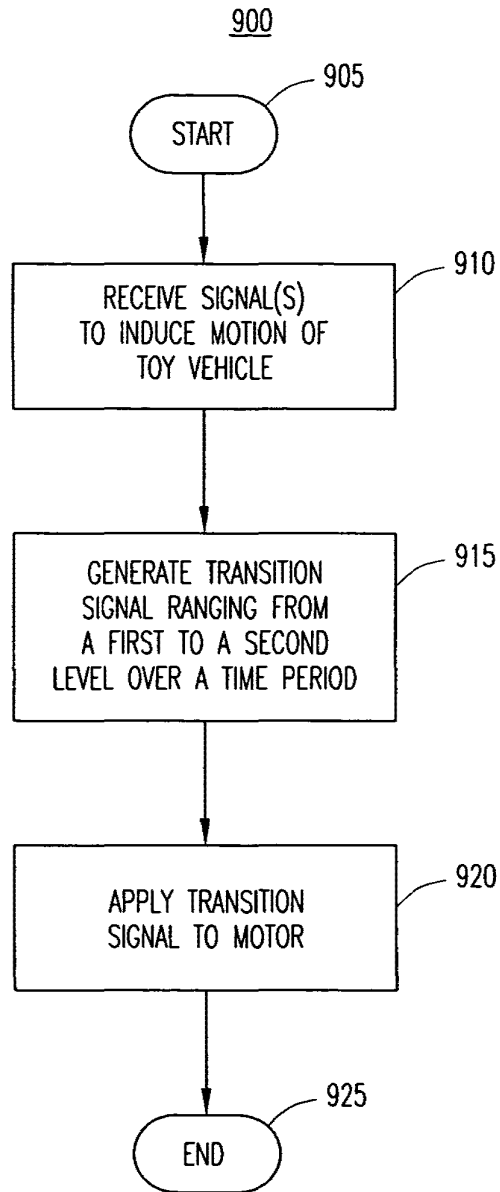 900
905
START
910
RECEIVE SIGNAL(S)
TO INDUCE MOTION OF
TOY VEHICLE
915
GENERATE TRANSITION
SIGNAL RANGING FROM
A FIRST TO A SECOND
LEVEL OVER A TIME PERIOD
920
APPLY TRANSITION
SIGNAL TO MOTOR
925
END